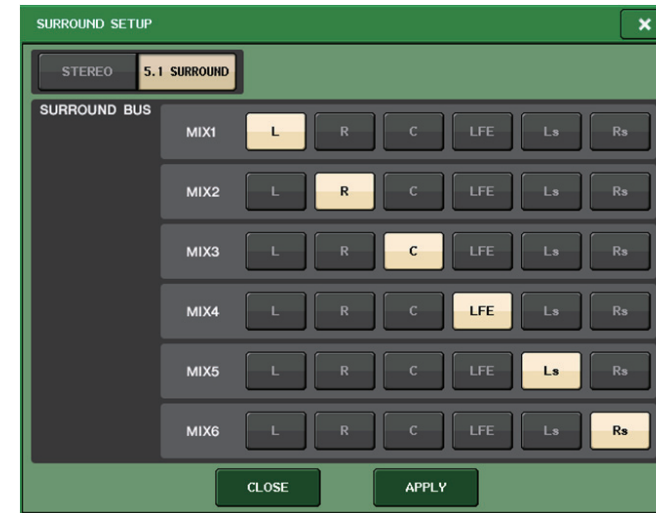 SURROUND SETUP ×
STEREO 5.1 SURROUND
SURROUND BUS
MIX1 L R C LFE Ls Rs
MIX2 L R C LFE Ls Rs
MIX3 L R C LFE Ls Rs
MIX4 L R C LFE Ls Rs
MIX5 L R C LFE Ls Rs
MIX6 L R C LFE Ls Rs
CLOSE APPLY